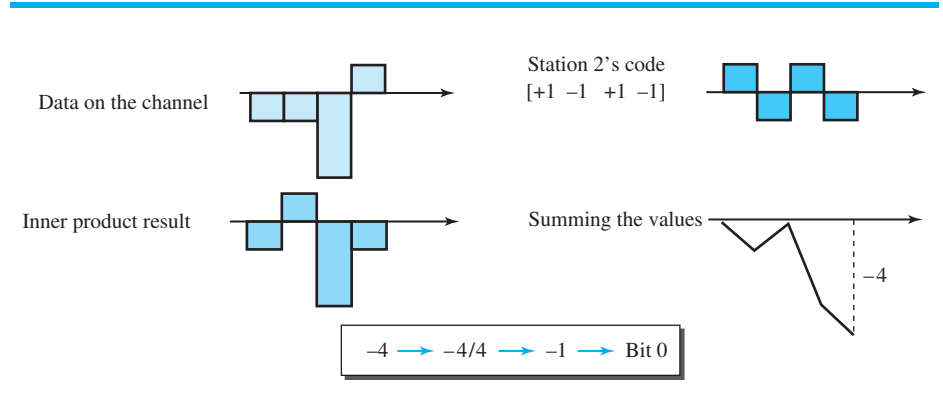 Data on the channel
Station 2’s code
[+1 –1 +1 –1]
Inner product result
Summing the values
–4
–4 –4/4 –1 Bit 0